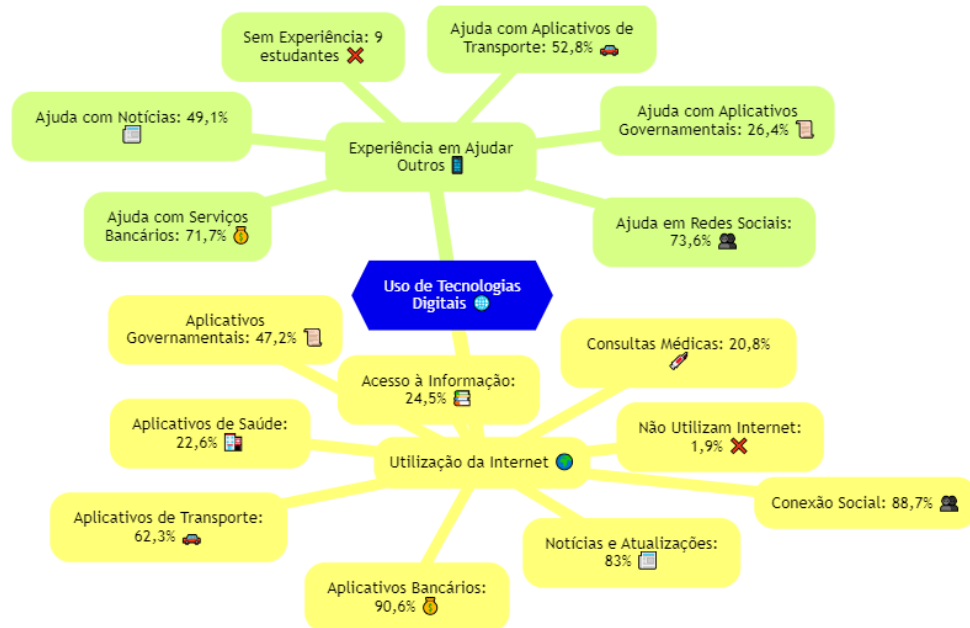 Sem Experiência: 9
estudantes ❌
Ajuda com Aplicativos de
Transporte: 52,8% 🚗
Ajuda com Notícias: 49,1%
📰
Ajuda com Aplicativos
Governamentais: 26,4% 📜
Experiência em Ajudar
Outros 📱
Ajuda com Serviços
Bancários: 71,7% 💰
Ajuda em Redes Sociais:
73,6% 👥
Uso de Tecnologias
Digitais 🌐
Aplicativos
Governamentais: 47,2% 📜
Consultas Médicas: 20,8%
💉
Acesso à Informação:
24,5% 📚
Aplicativos de Saúde:
22,6% 🏥
Não Utilizam Internet:
1,9% ❌
Utilização da Internet 🌍
Conexão Social: 88,7% 👥
Aplicativos de Transporte:
62,3% 🚗
Notícias e Atualizações:
83% 📰
Aplicativos Bancários:
90,6% 💰